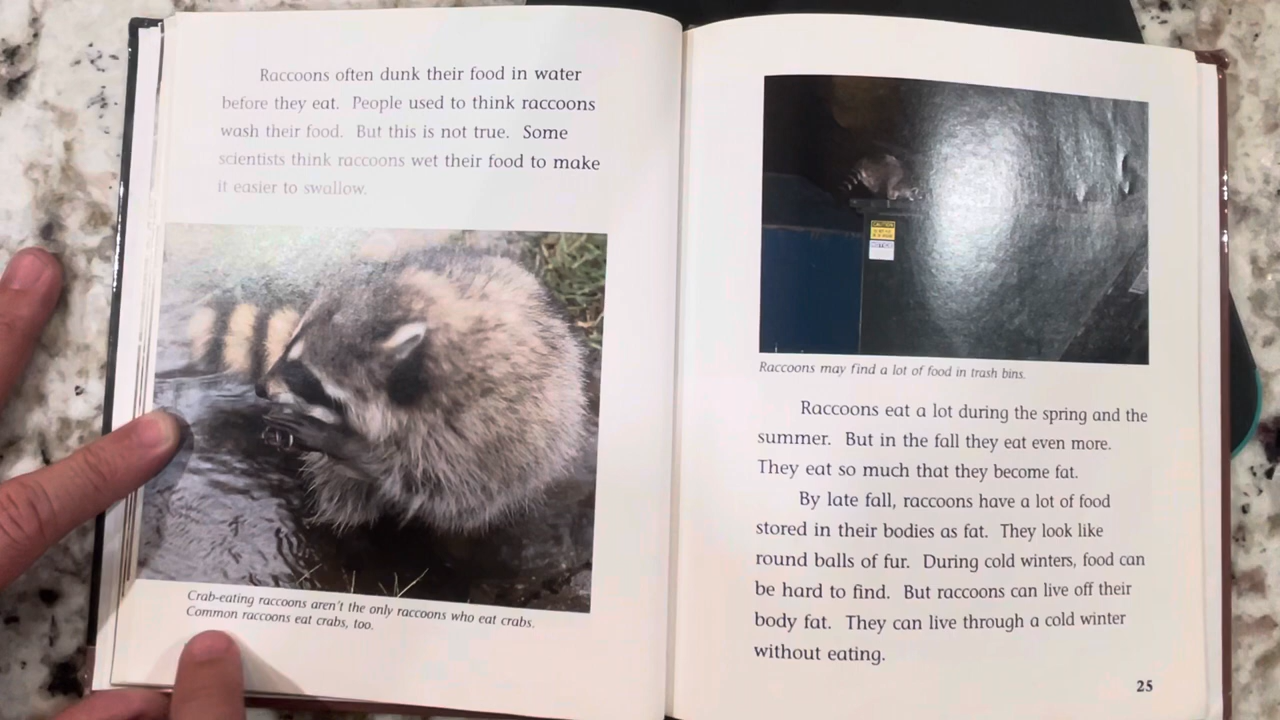 Raccoons often dunk their food in water
before they eat. People used to think raccoons
wash their food. But this is not true. Some
scientists think raccoons wet their food to make
it easier to swallow.
Crab-eating raccoons aren't the only raccoons who eat crabs.
Common raccoons eat crabs, too.
CAUTION
Raccoons may find a lot of food in trash bins.
Raccoons eat a lot during the spring and the
summer. But in the fall they eat even more.
They eat so much that they become fat.
By late fall, raccoons have a lot of food
stored in their bodies as fat. They look like
round balls of fur. During cold winters, food can
be hard to find. But raccoons can live off their
body fat. They can live through a cold winter
without eating.
25